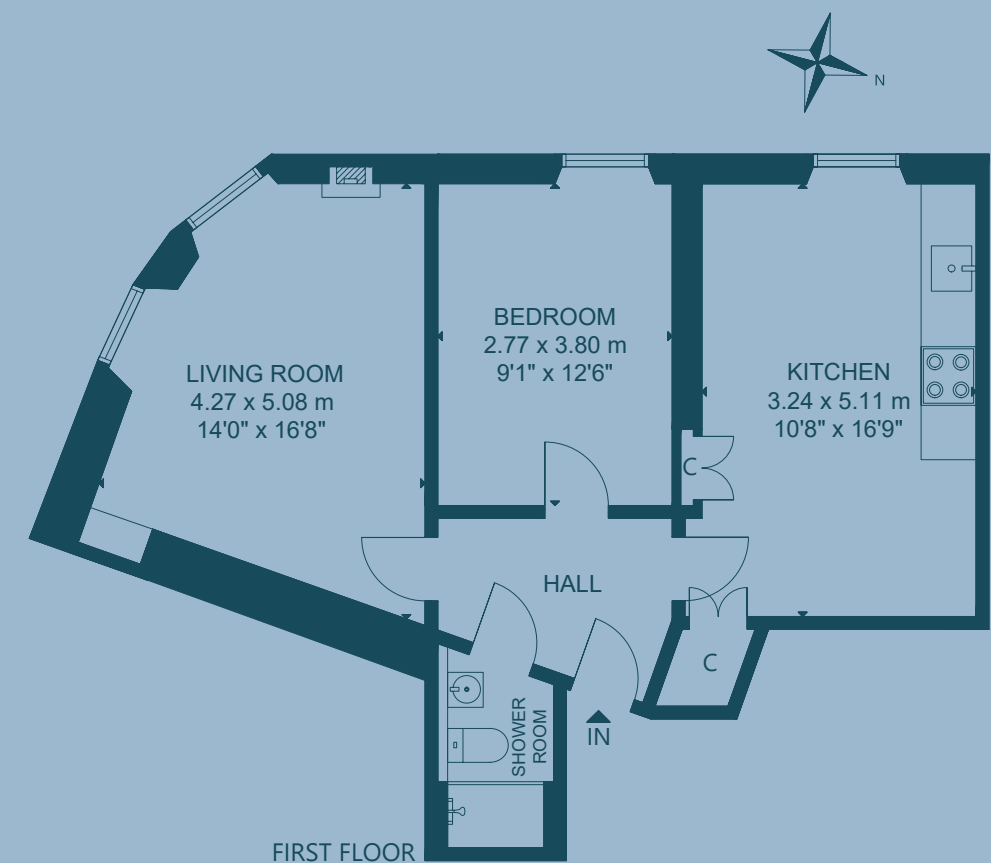 N
BEDROOM
2.77 x 3.80 m
9'1" x 12'6"
LIVING ROOM
4.27 x 5.08 m
14'0" x 16'8"
KITCHEN
3.24 x 5.11 m
10'8" x 16'9"
C
HALL
C
SHOWER
ROOM
IN
FIRST FLOOR